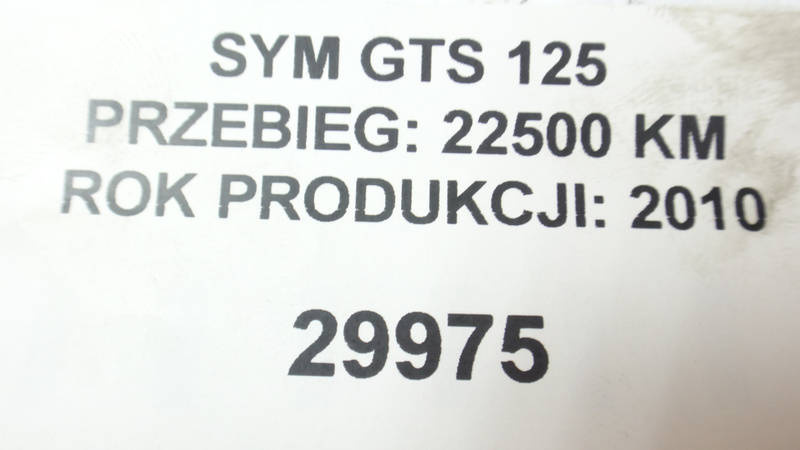 SYM GTS 125
PRZEBIEG: 22500 KM
ROK PRODUKCJI: 2010
29975